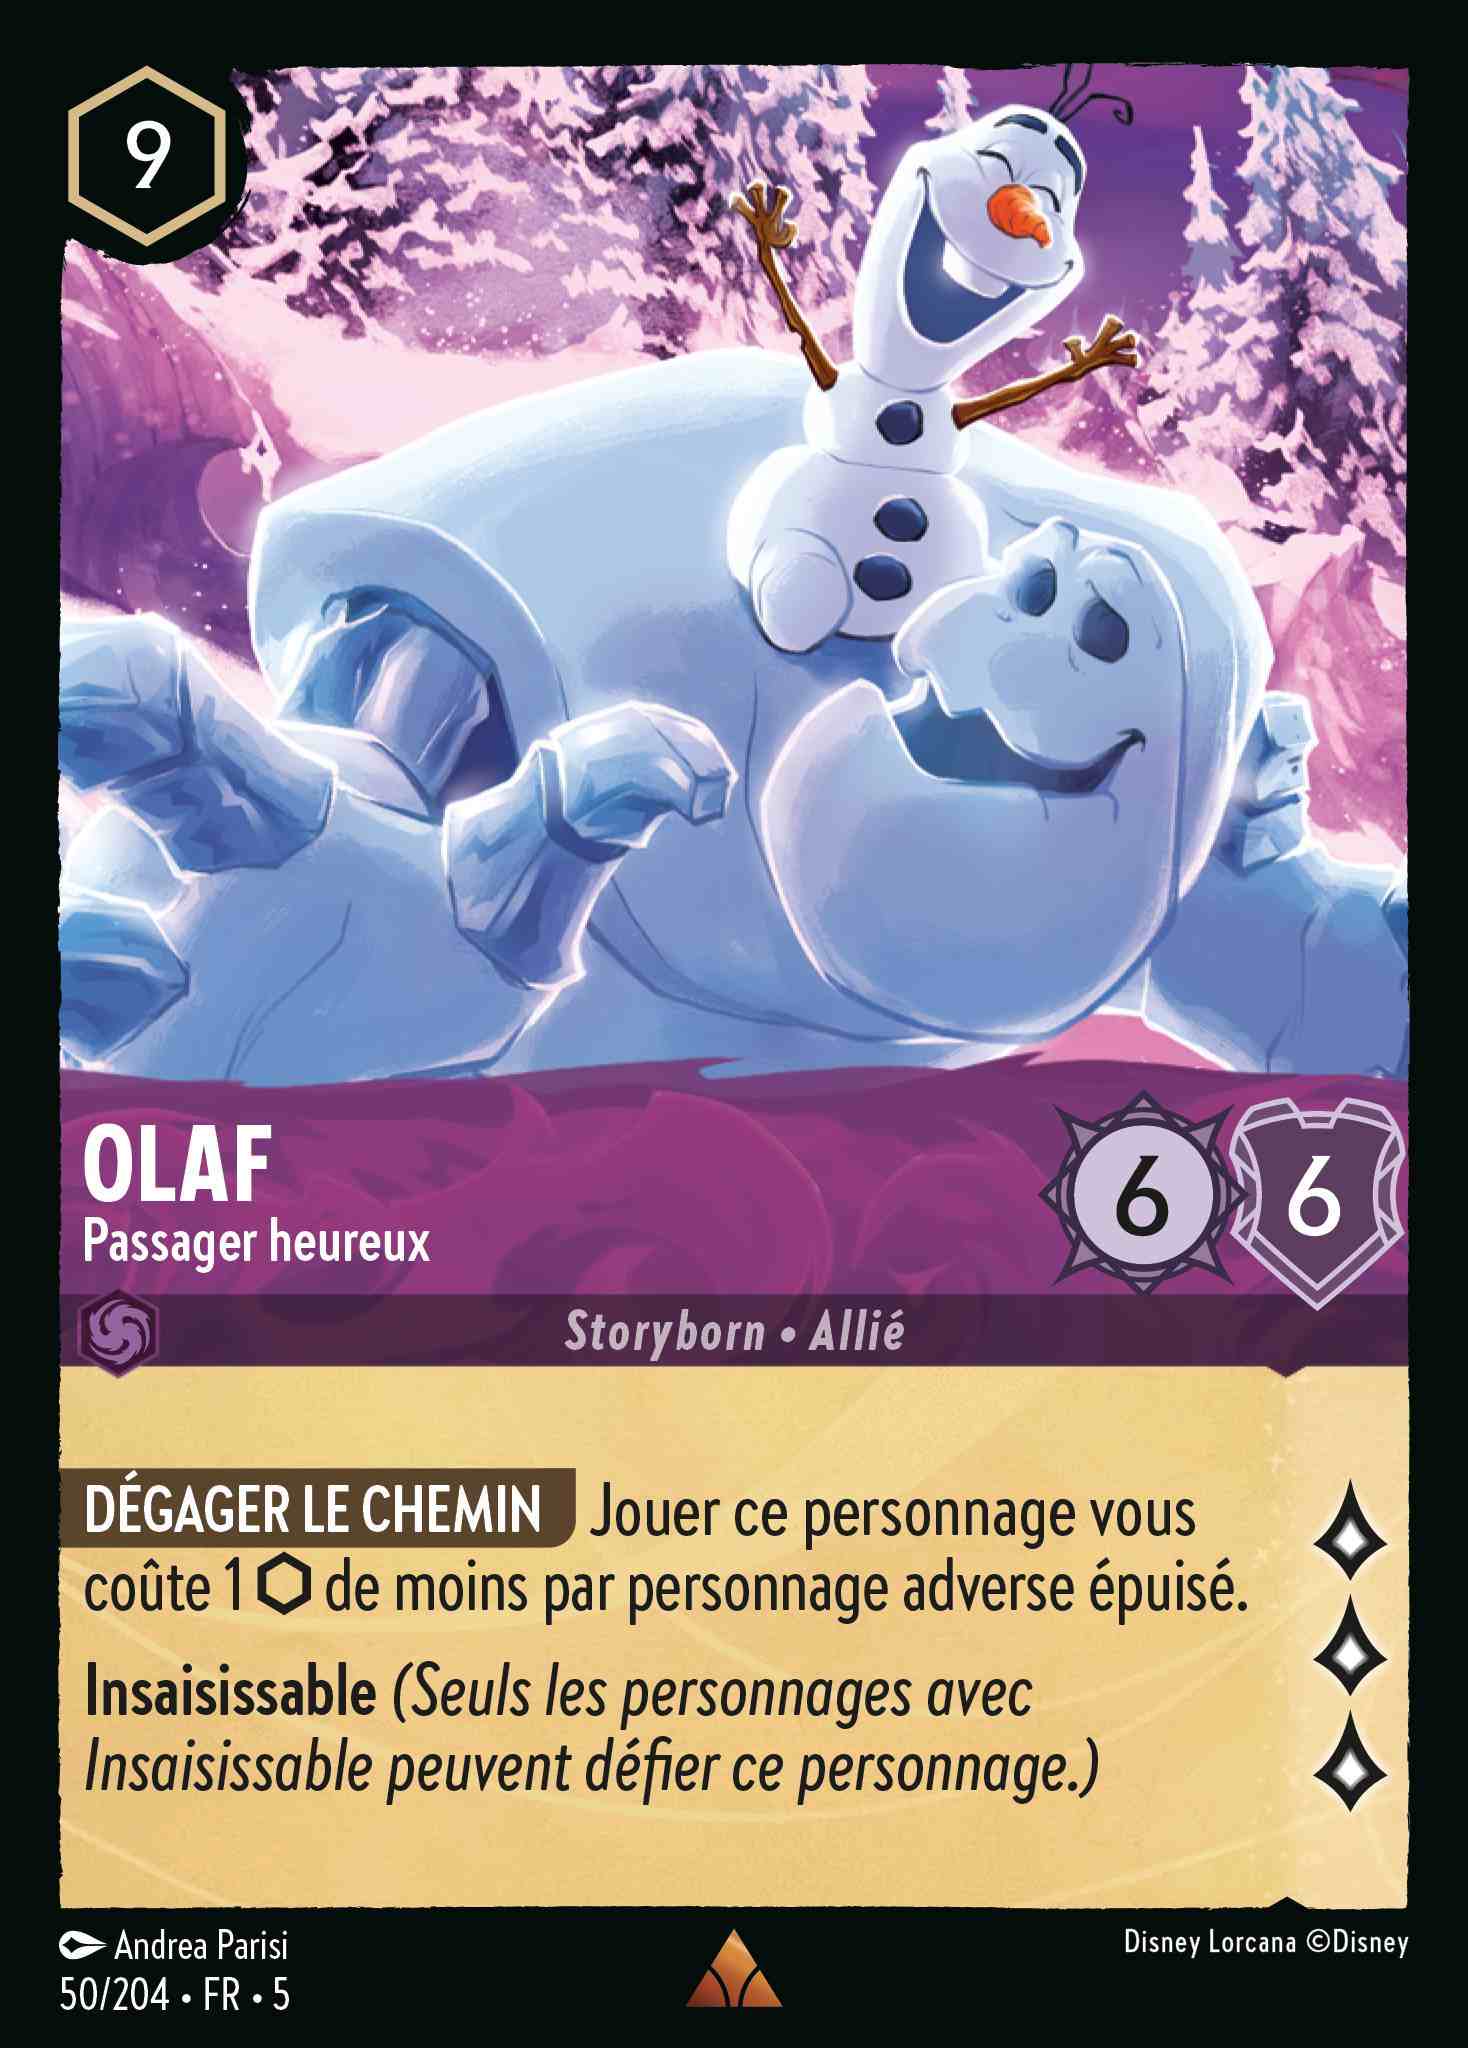 9
OLAF
Passager heureux
6 6
Storyborn • Allié
DÉGAGER LE CHEMIN Jouer ce personnage vous
coûte 1 ⬡ de moins par personnage adverse épuisé.
Insaisissable (Seuls les personnages avec
Insaisissable peuvent défier ce personnage.)
Andrea Parisi
Disney Lorcana ©Disney
50/204 • FR • 5